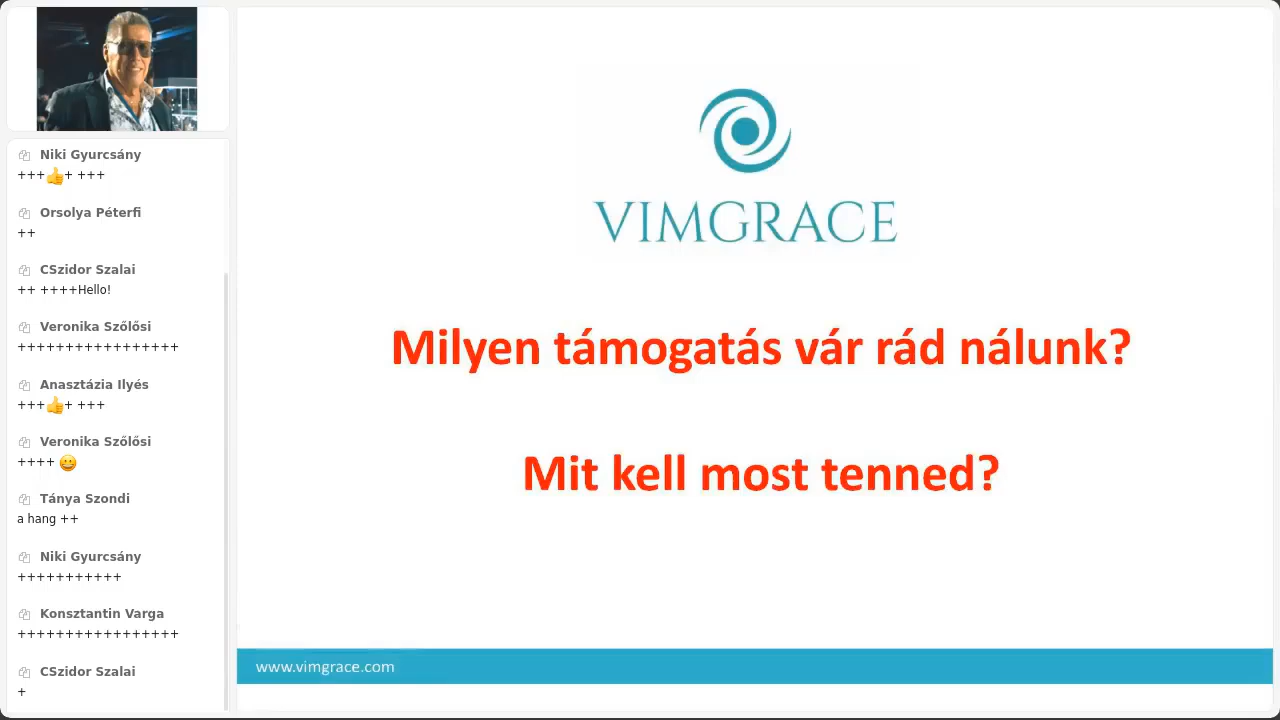 Niki Gyurcsány
+++👍+ +++
Orsolya Péterfi
++
CSzidor Szalai
++ ++++Hello!
Veronika Szőlősi
+++++++++++++++++
Anasztázia Ilyés
+++👍+ +++
Veronika Szőlősi
++++ 😀
Tánya Szondi
a hang ++
Niki Gyurcsány
+++++++++++
Konsztantin Varga
+++++++++++++++++
CSzidor Szalai
+
VIMGRACE
Milyen támogatás vár rád nálunk?
Mit kell most tenned?
www.vimgrace.com